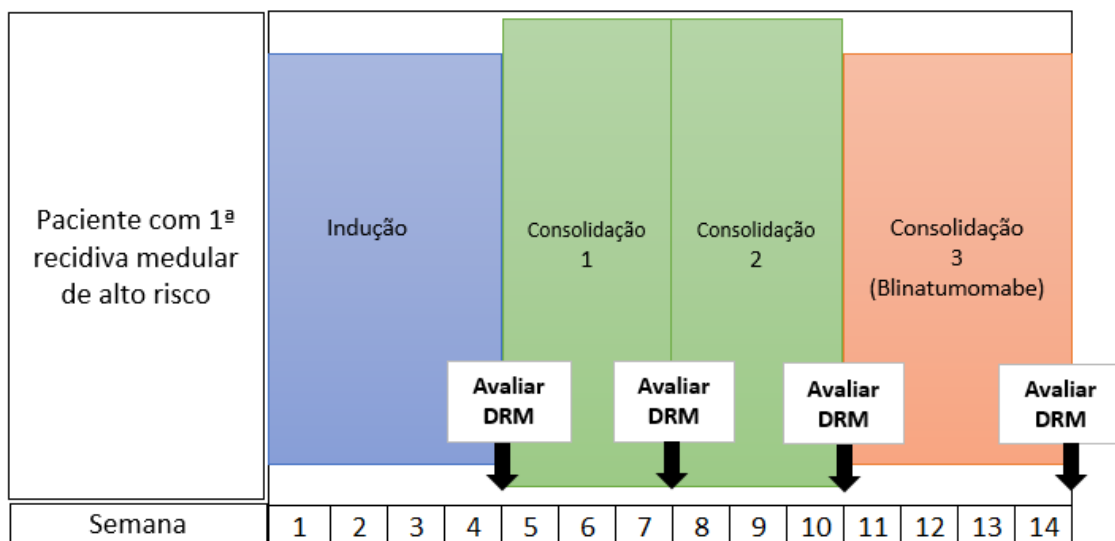 Paciente com 1ª
recidiva medular
de alto risco
Indução
Consolidação
1
Consolidação
2
Consolidação
3
(Blinatumomabe)
Avaliar
DRM
Avaliar
DRM
Avaliar
DRM
Avaliar
DRM
Semana 1 2 3 4 5 6 7 8 9 10 11 12 13 14